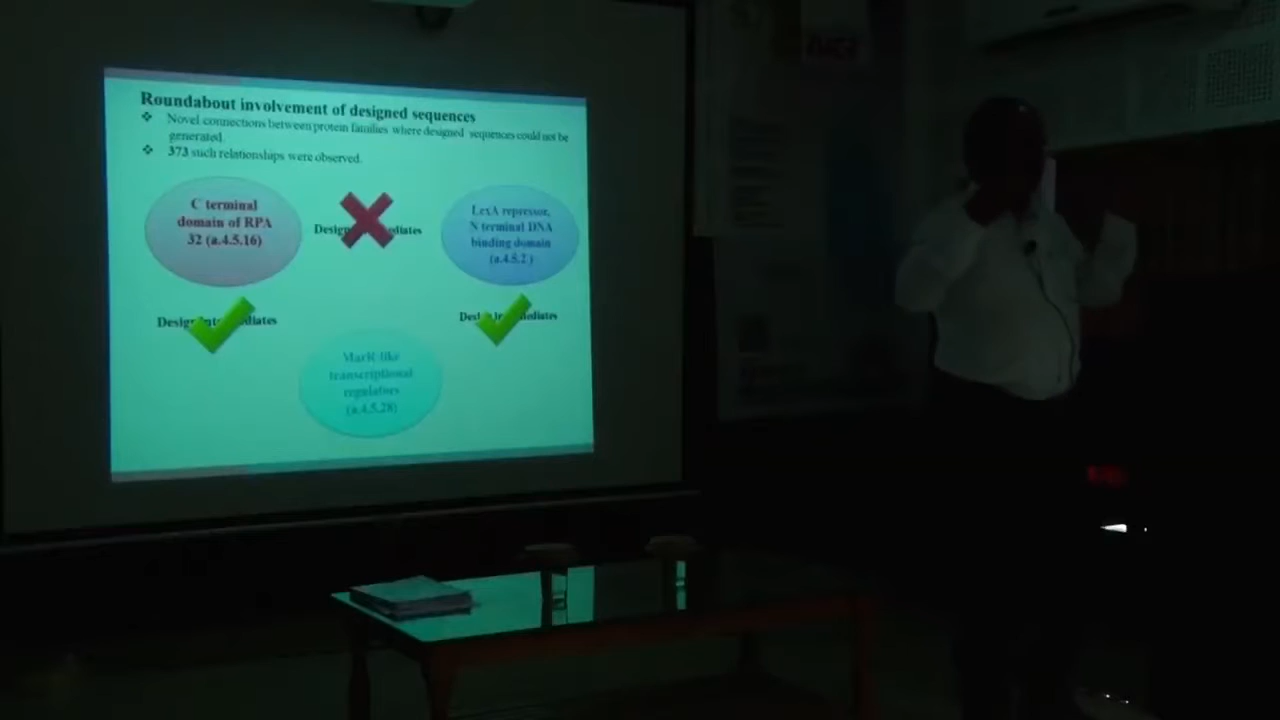 Roundabout involvement of designed sequences
❖ Novel connections between protein families where designed sequences could not be
generated.
❖ 373 such relationships were observed.
C terminal
domain of RPA
32 (a.4.5.16)
LexA repressor,
N terminal DNA
binding domain
(a.4.5.2)
MarR-like
transcriptional
regulators
(a.4.5.28)